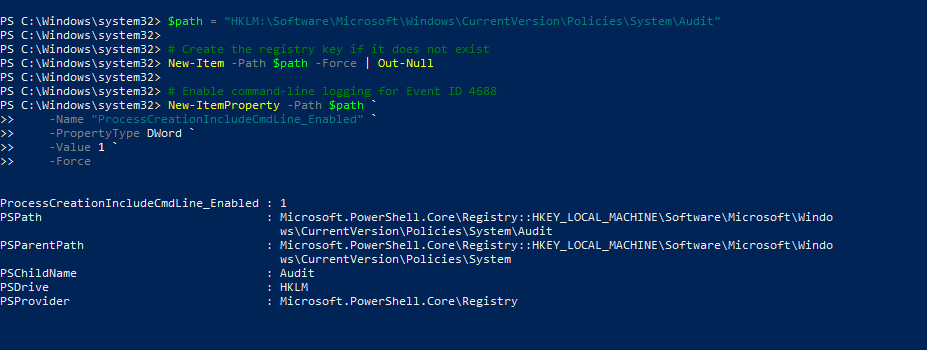 PS C:\Windows\system32> $path = "HKLM:\Software\Microsoft\Windows\CurrentVersion\Policies\System\Audit"
PS C:\Windows\system32>
PS C:\Windows\system32> # Create the registry key if it does not exist
PS C:\Windows\system32> New-Item -Path $path -Force | Out-Null
PS C:\Windows\system32>
PS C:\Windows\system32> # Enable command-line logging for Event ID 4688
PS C:\Windows\system32> New-ItemProperty -Path $path `
>>     -Name "ProcessCreationIncludeCmdLine_Enabled" `
>>     -PropertyType DWord `
>>     -Value 1 `
>>     -Force
ProcessCreationIncludeCmdLine_Enabled : 1
PSPath                                : Microsoft.PowerShell.Core\Registry::HKEY_LOCAL_MACHINE\Software\Microsoft\Windo
                                        ws\CurrentVersion\Policies\System\Audit
PSParentPath                          : Microsoft.PowerShell.Core\Registry::HKEY_LOCAL_MACHINE\Software\Microsoft\Windo
                                        ws\CurrentVersion\Policies\System
PSChildName                           : Audit
PSDrive                               : HKLM
PSProvider                            : Microsoft.PowerShell.Core\Registry